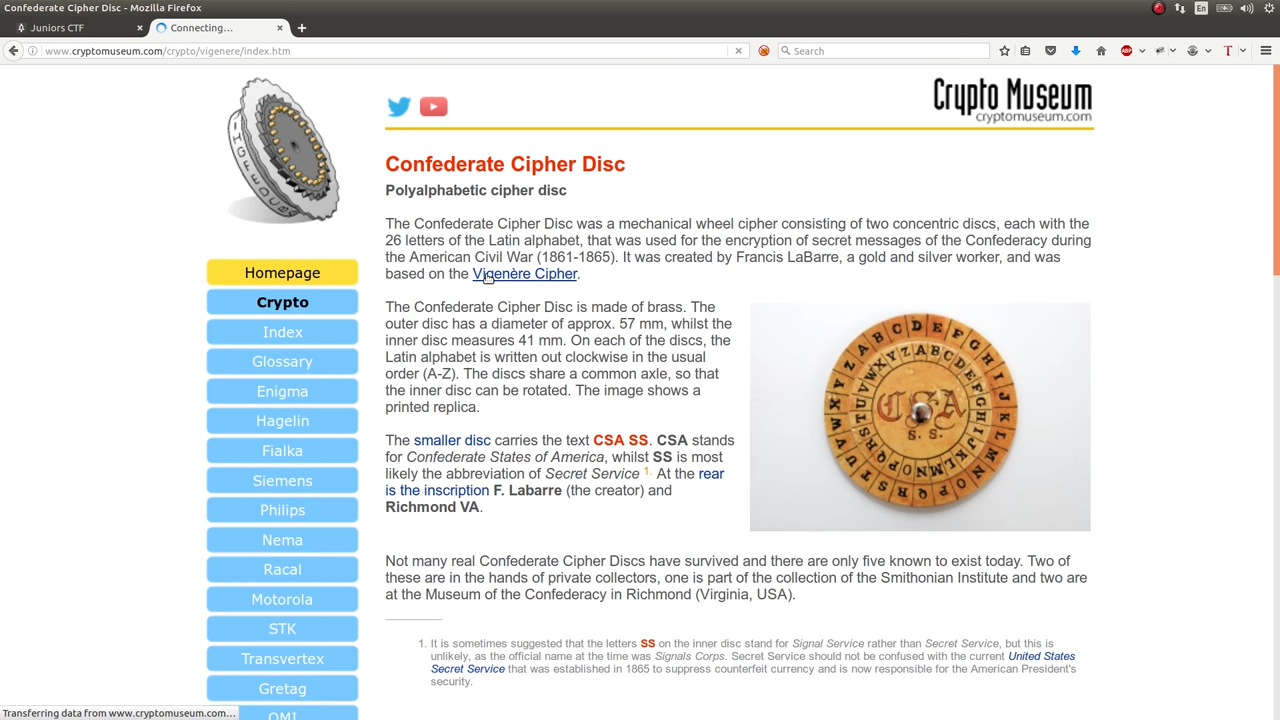 Confederate Cipher Disc - Mozilla Firefox
En
Juniors CTF
Connecting...
www.cryptomuseum.com/crypto/vigenere/index.htm
Search
ABP
T
Crypto Museum
cryptomuseum.com
Confederate Cipher Disc
Polyalphabetic cipher disc
The Confederate Cipher Disc was a mechanical wheel cipher consisting of two concentric discs, each with the
26 letters of the Latin alphabet, that was used for the encryption of secret messages of the Confederacy during
the American Civil War (1861-1865). It was created by Francis LaBarre, a gold and silver worker, and was
based on the Vigenère Cipher.
The Confederate Cipher Disc is made of brass. The
outer disc has a diameter of approx. 57 mm, whilst the
inner disc measures 41 mm. On each of the discs, the
Latin alphabet is written out clockwise in the usual
order (A-Z). The discs share a common axle, so that
the inner disc can be rotated. The image shows a
printed replica.
The smaller disc carries the text CSA SS. CSA stands
for Confederate States of America, whilst SS is most
likely the abbreviation of Secret Service 1. At the rear
is the inscription F. Labarre (the creator) and
Richmond VA.
A B C D E F G H I J K L M N O P Q R S T U V W X Y Z
A B C D E F G H I J K L M N O P Q R S T U V W X Y Z
CSA
S. S.
Not many real Confederate Cipher Discs have survived and there are only five known to exist today. Two of
these are in the hands of private collectors, one is part of the collection of the Smithonian Institute and two are
at the Museum of the Confederacy in Richmond (Virginia, USA).
1. It is sometimes suggested that the letters SS on the inner disc stand for Signal Service rather than Secret Service, but this is
unlikely, as the official name at the time was Signals Corps. Secret Service should not be confused with the current United States
Secret Service that was established in 1865 to suppress counterfeit currency and is now responsible for the American President's
security.
Homepage
Crypto
Index
Glossary
Enigma
Hagelin
Fialka
Siemens
Philips
Nema
Racal
Motorola
STK
Transvertex
Gretag
OMI
Transferring data from www.cryptomuseum.com...